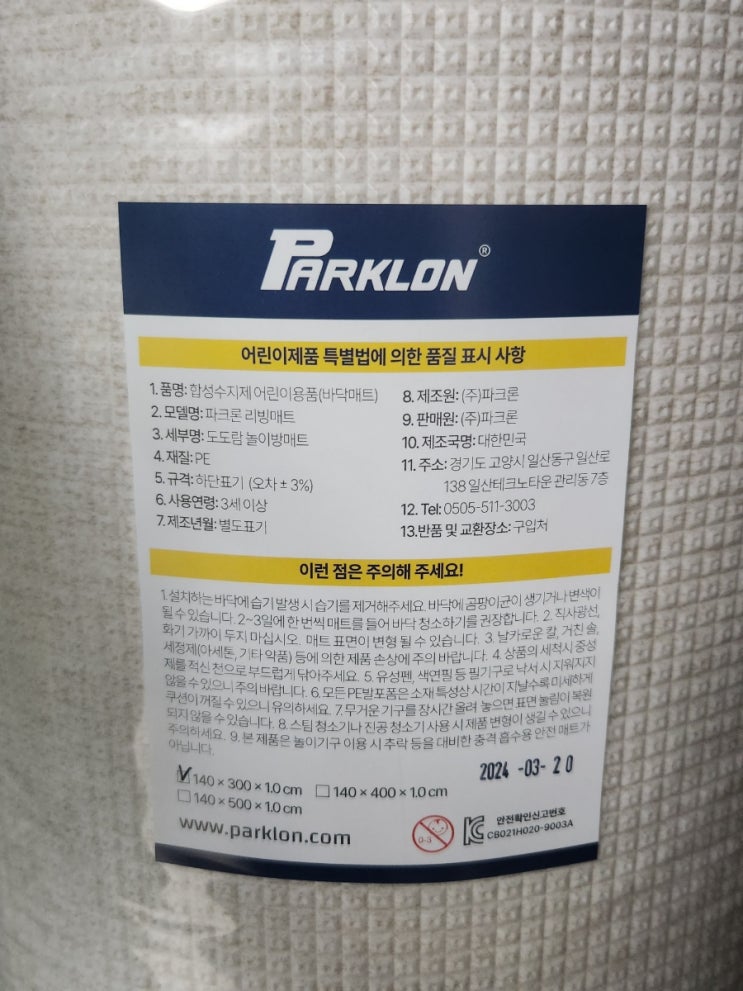 PARKLON®
어린이제품 특별법에 의한 품질 표시 사항
1. 품명: 합성수지제 어린이용품(바닥매트)
2. 모델명: 파크론 리빙매트
3. 세부명: 도도람 놀이방매트
4. 재질: PE
5. 규격: 하단표기 (오차 ± 3%)
6. 사용연령: 3세 이상
7. 제조년월: 별도표기
8. 제조원: (주)파크론
9. 판매원: (주)파크론
10. 제조국명: 대한민국
11. 주소: 경기도 고양시 일산동구 일산로
138 일산테크노타운 관리동 7층
12. Tel: 0505-511-3003
13.반품 및 교환장소: 구입처
이런 점은 주의해 주세요!
1. 설치하는 바닥에 습기 발생 시 습기를 제거해주세요. 바닥에 곰팡이균이 생기거나 변색이
될 수 있습니다. 2~3일에 한 번씩 매트를 들어 바닥 청소하기를 권장합니다. 2. 직사광선,
화기 가까이 두지 마십시오. 매트 표면이 변형 될 수 있습니다. 3. 날카로운 칼, 거친 솔,
세정제(아세톤, 기타 약품) 등에 의한 제품 손상에 주의 바랍니다. 4. 상품의 세척시 중성
제를 적신 천으로 부드럽게 닦아주세요. 5. 유성펜, 색연필 등 필기구로 낙서 시 지워지지
않을 수 있으니 주의 바랍니다. 6. 모든 PE발포폼은 소재 특성상 시간이 지날수록 미세하게
쿠션이 꺼질 수 있으니 유의하세요. 7. 무거운 기구를 장시간 올려 놓으면 표면 눌림이 복원
되지 않을 수 있습니다. 8. 스팀 청소기나 진공 청소기 사용 시 제품 변형이 생길 수 있으니
주의하세요. 9. 본 제품은 놀이기구 이용 시 추락 등을 대비한 충격 흡수용 안전 매트가
아닙니다.
2024 -03- 20
140 × 300 × 1.0 cm 140 × 400 × 1.0 cm
140 × 500 × 1.0 cm
www.parklon.com
0-3
KC 안전확인신고번호
CB021H020-9003A